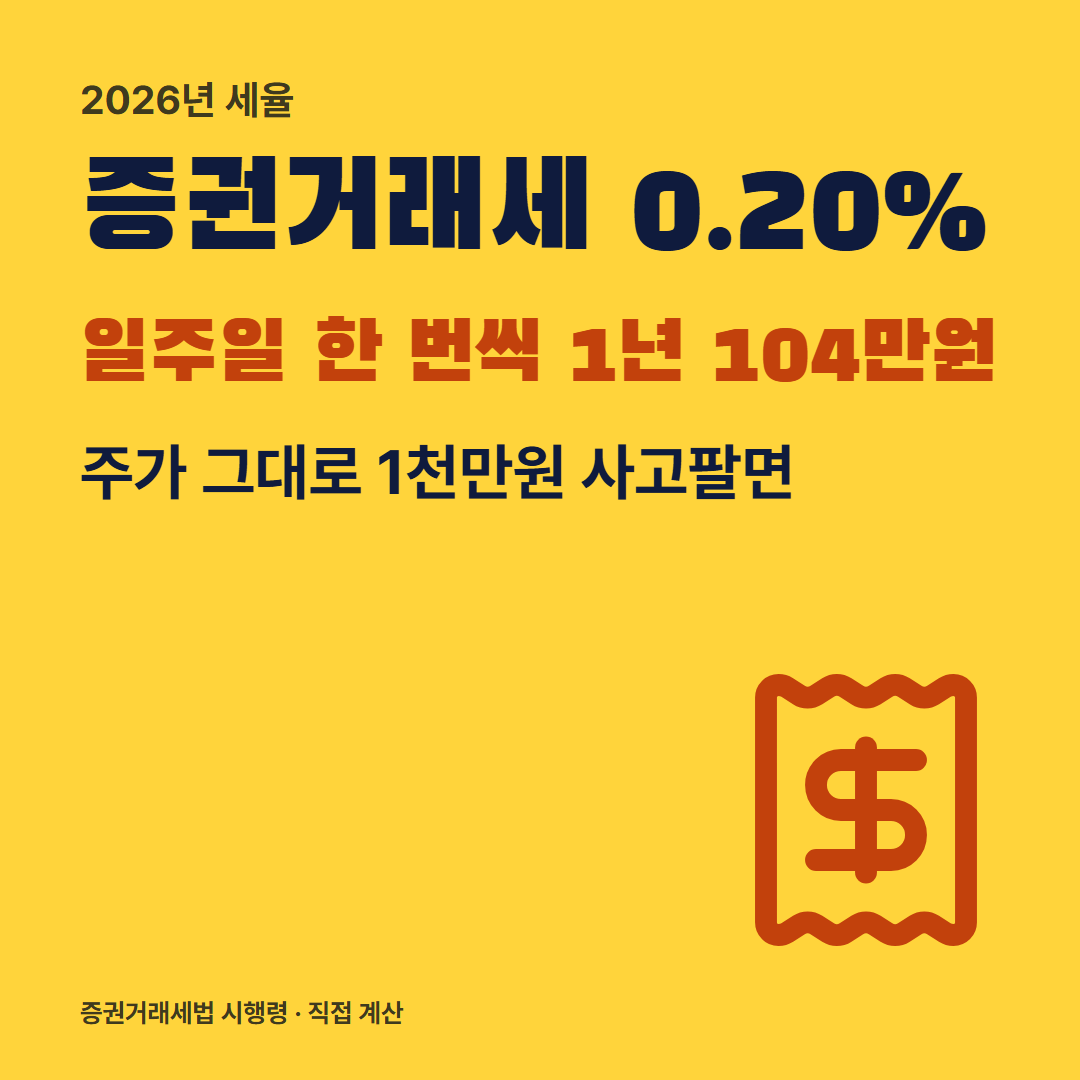 2026년 세율
증권거래세 0.20%
일주일 한 번씩 1년 104만원
주가 그대로 1천만원 사고팔면
증권거래세법 시행령 · 직접 계산